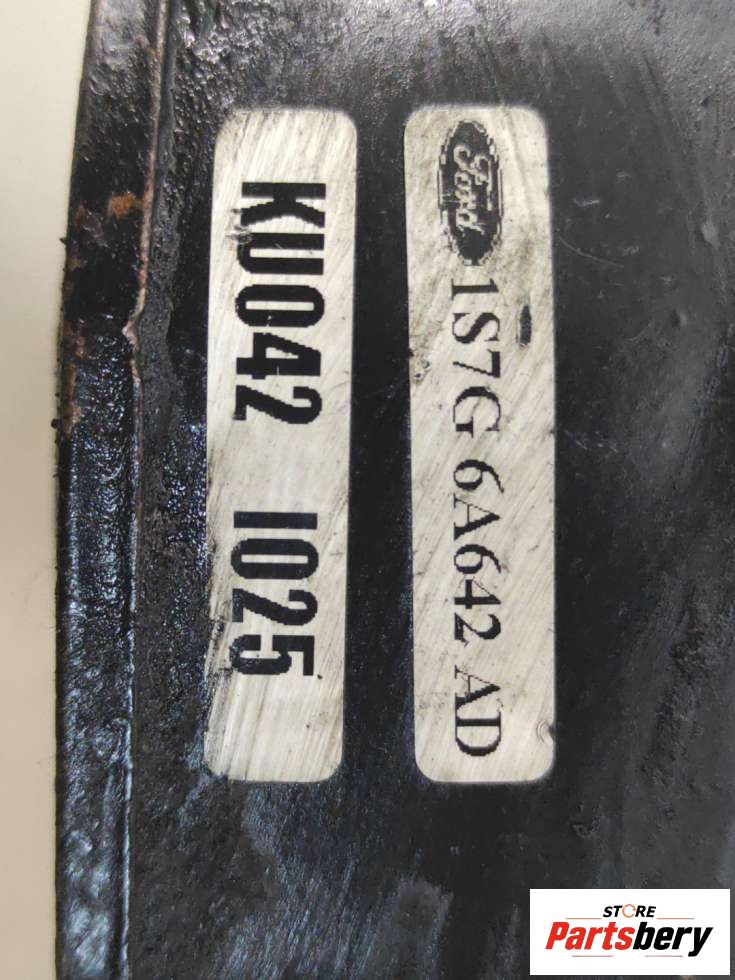 Ford 1S7G 6A642 AD
KU042 1025
STORE
Partsbery